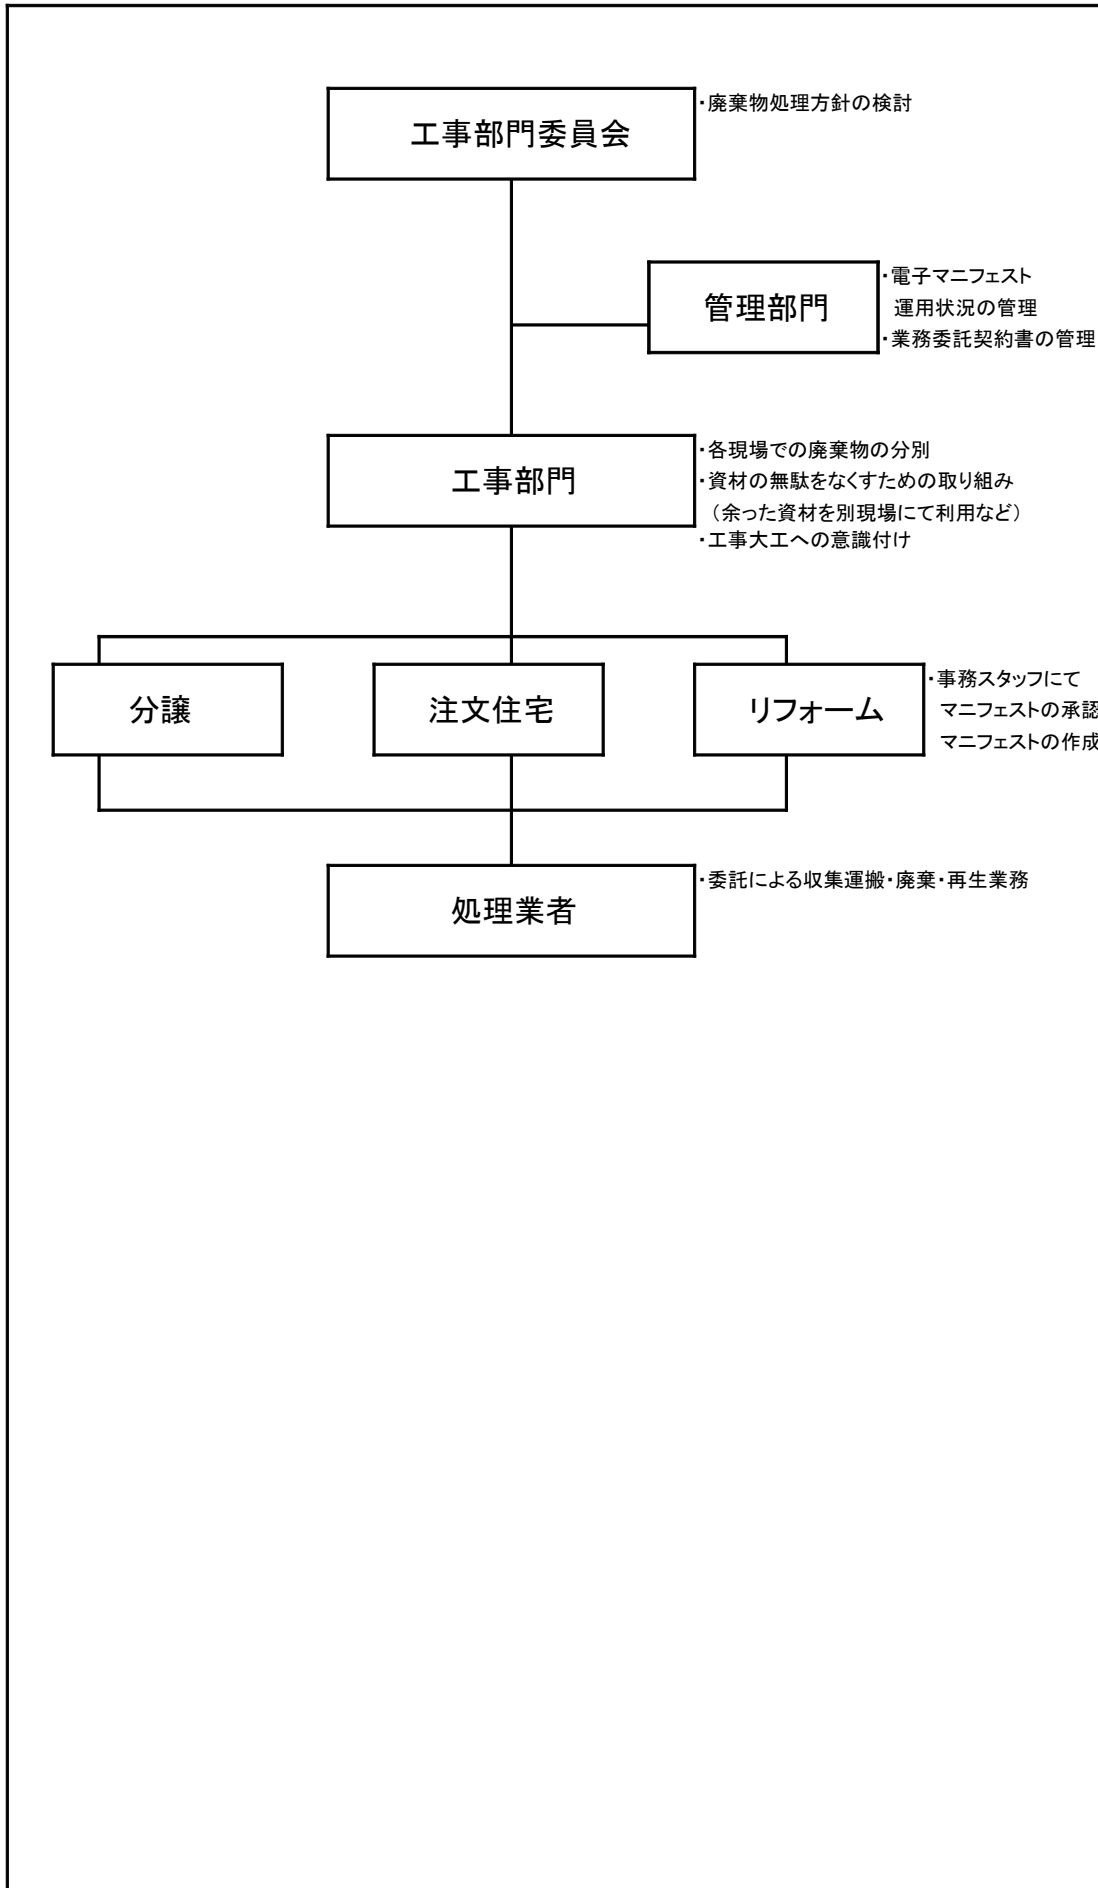 工事部門委員会
・廃棄物処理方針の検討
管理部門
・電子マニフェスト
運用状況の管理
・業務委託契約書の管理
工事部門
・各現場での廃棄物の分別
・資材の無駄をなくすための取り組み
（余った資材を別現場にて利用など）
・工事大工への意識付け
分譲
注文住宅
リフォーム
・事務スタッフにて
マニフェストの承認
マニフェストの作成
処理業者
・委託による収集運搬・廃棄・再生業務